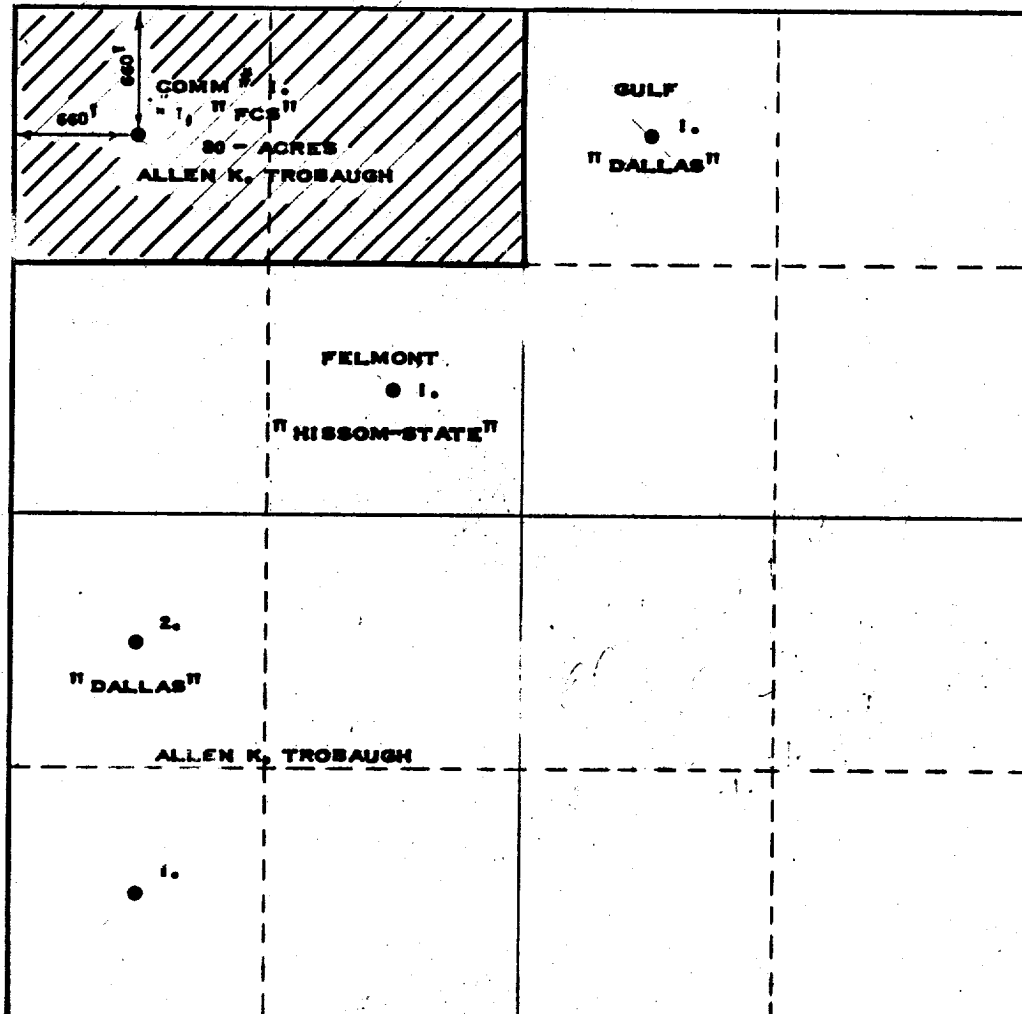 660'
COMM # 1.
"FCS"
660'
80 - ACRES
ALLEN K. TROBAUGH
GULF
1.
"DALLAS"
FELMONT
1.
"HISSOM-STATE"
2.
"DALLAS"
ALLEN K. TROBAUGH
1.